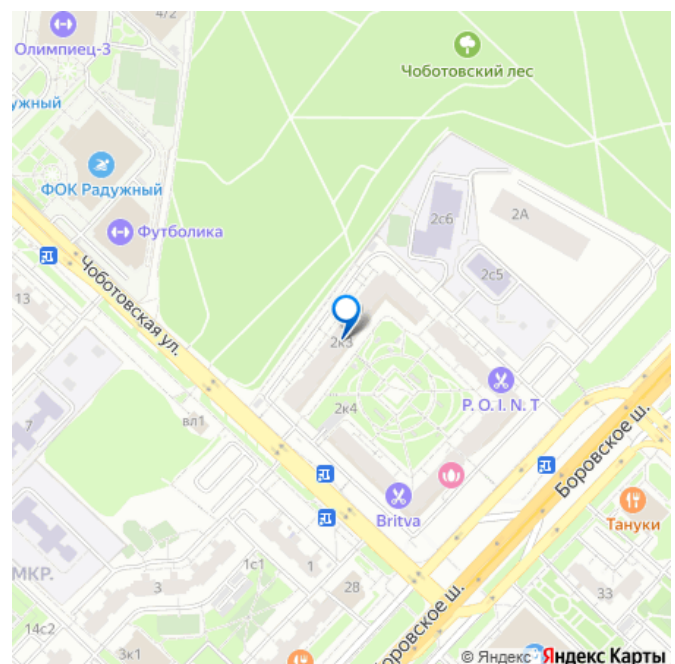 4/2
Олимпиец-3
Чоботовский лес
ужный
ФОК Радужный
2с6
2А
Футболика
2с5
Чоботовская ул.
13
2к3
P. O. I. N. T
2к4
7
вл1
Боровское ш.
Britva
Тануки
МКР.
1с1
1
28
3
33
14с2
3к1
Боровское ш.
© Яндекс Яндекс Карты